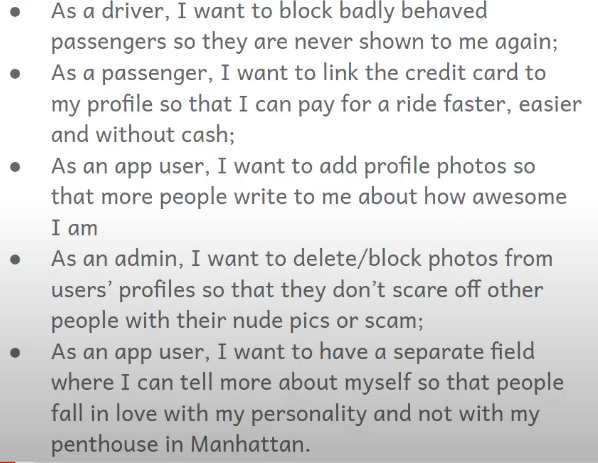 ● As a driver, I want to block badly behaved
passengers so they are never shown to me again;
● As a passenger, I want to link the credit card to
my profile so that I can pay for a ride faster, easier
and without cash;
● As an app user, I want to add profile photos so
that more people write to me about how awesome
I am
● As an admin, I want to delete/block photos from
users’ profiles so that they don’t scare off other
people with their nude pics or scam;
● As an app user, I want to have a separate field
where I can tell more about myself so that people
fall in love with my personality and not with my
penthouse in Manhattan.